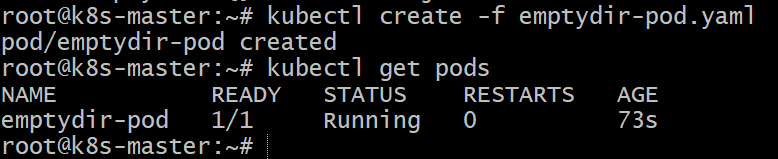 root@k8s-master:~# kubectl create -f emptydir-pod.yaml
pod/emptydir-pod created
root@k8s-master:~# kubectl get pods
NAME           READY   STATUS    RESTARTS   AGE
emptydir-pod   1/1     Running   0          73s
root@k8s-master:~#